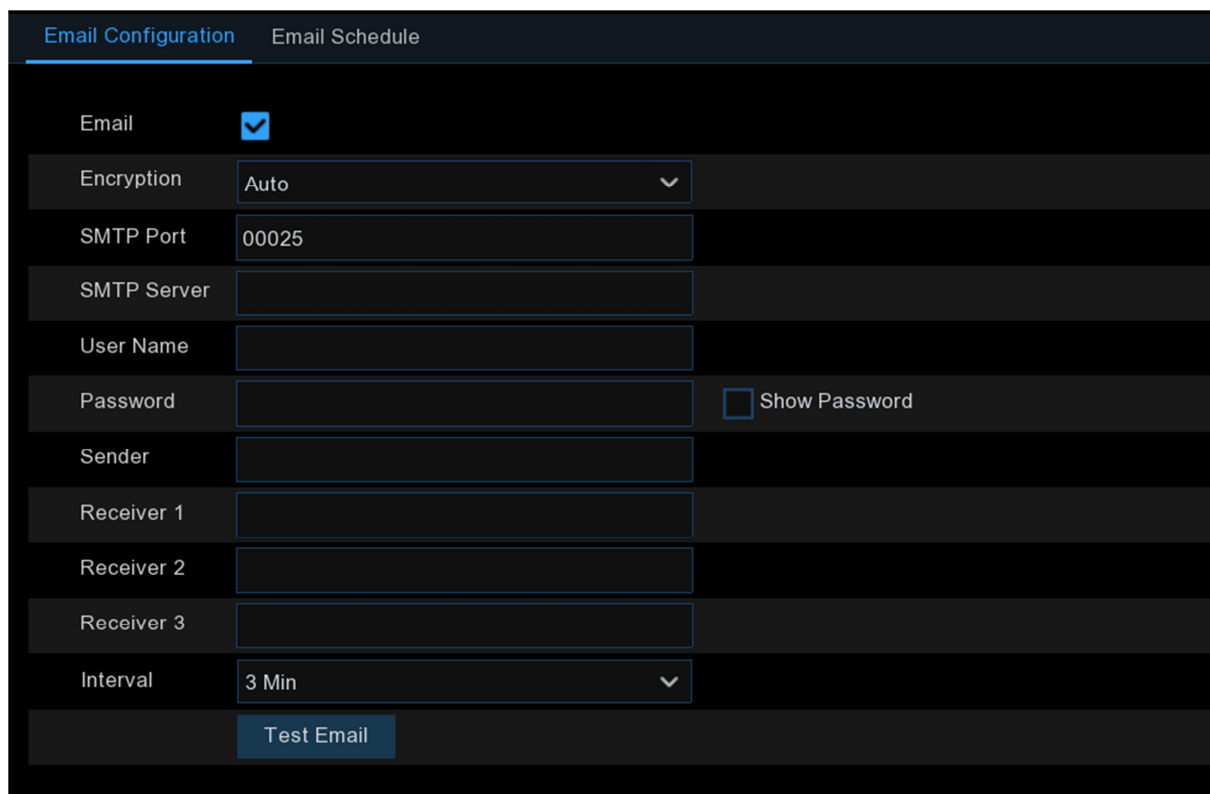 Email Configuration Email Schedule
Email
Encryption Auto
SMTP Port 00025
SMTP Server
User Name
Password Show Password
Sender
Receiver 1
Receiver 2
Receiver 3
Interval 3 Min
Test Email